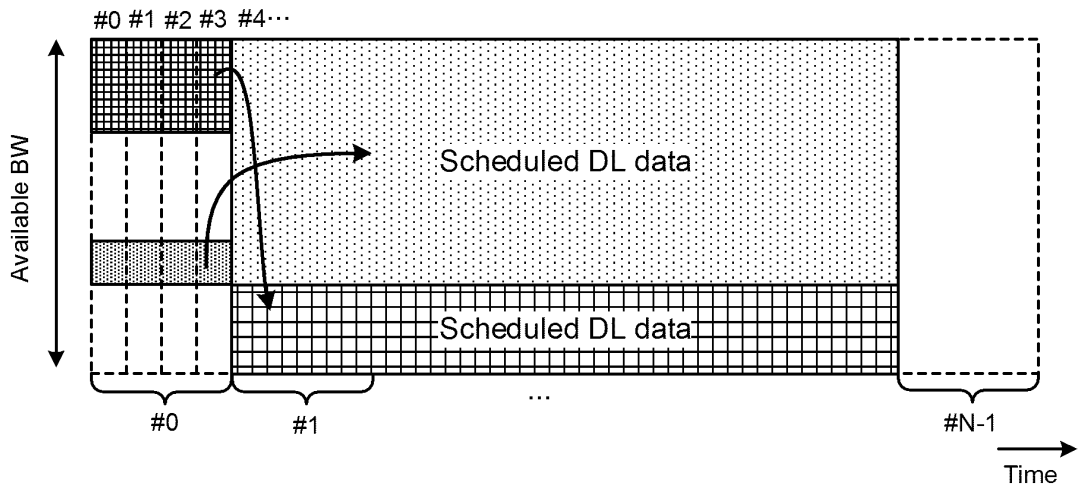 #0 #1 #2 #3 #4...
Available BW
Scheduled DL data
Scheduled DL data
#0
#1
...
#N-1
Time